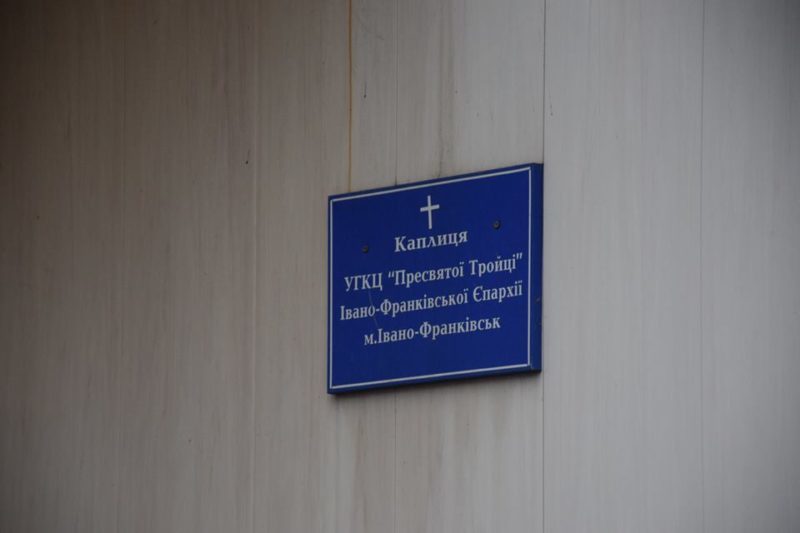 Каплиця
УГКЦ “Пресвятої Тройці"
Івано-Франківської Єпархії
м.Івано-Франківськ